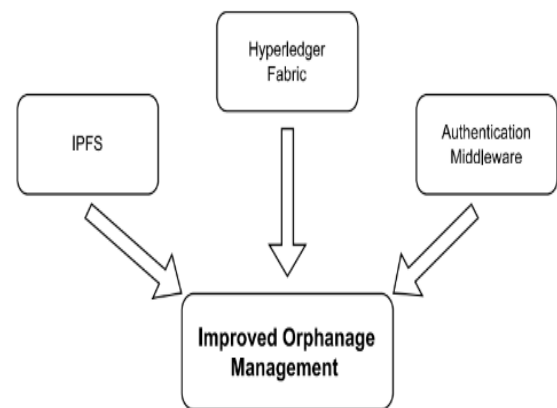 Hyperledger
Fabric
IPFS
Authentication
Middleware
Improved Orphanage
Management